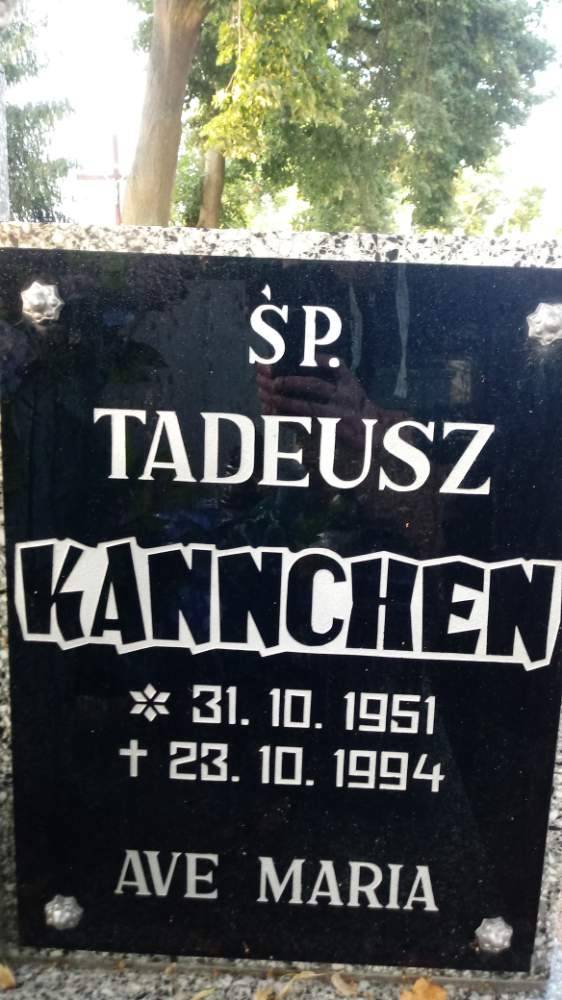 ŚP.
TADEUSZ
KANNCHEN
* 31. 10. 1951
† 23. 10. 1994
AVE MARIA